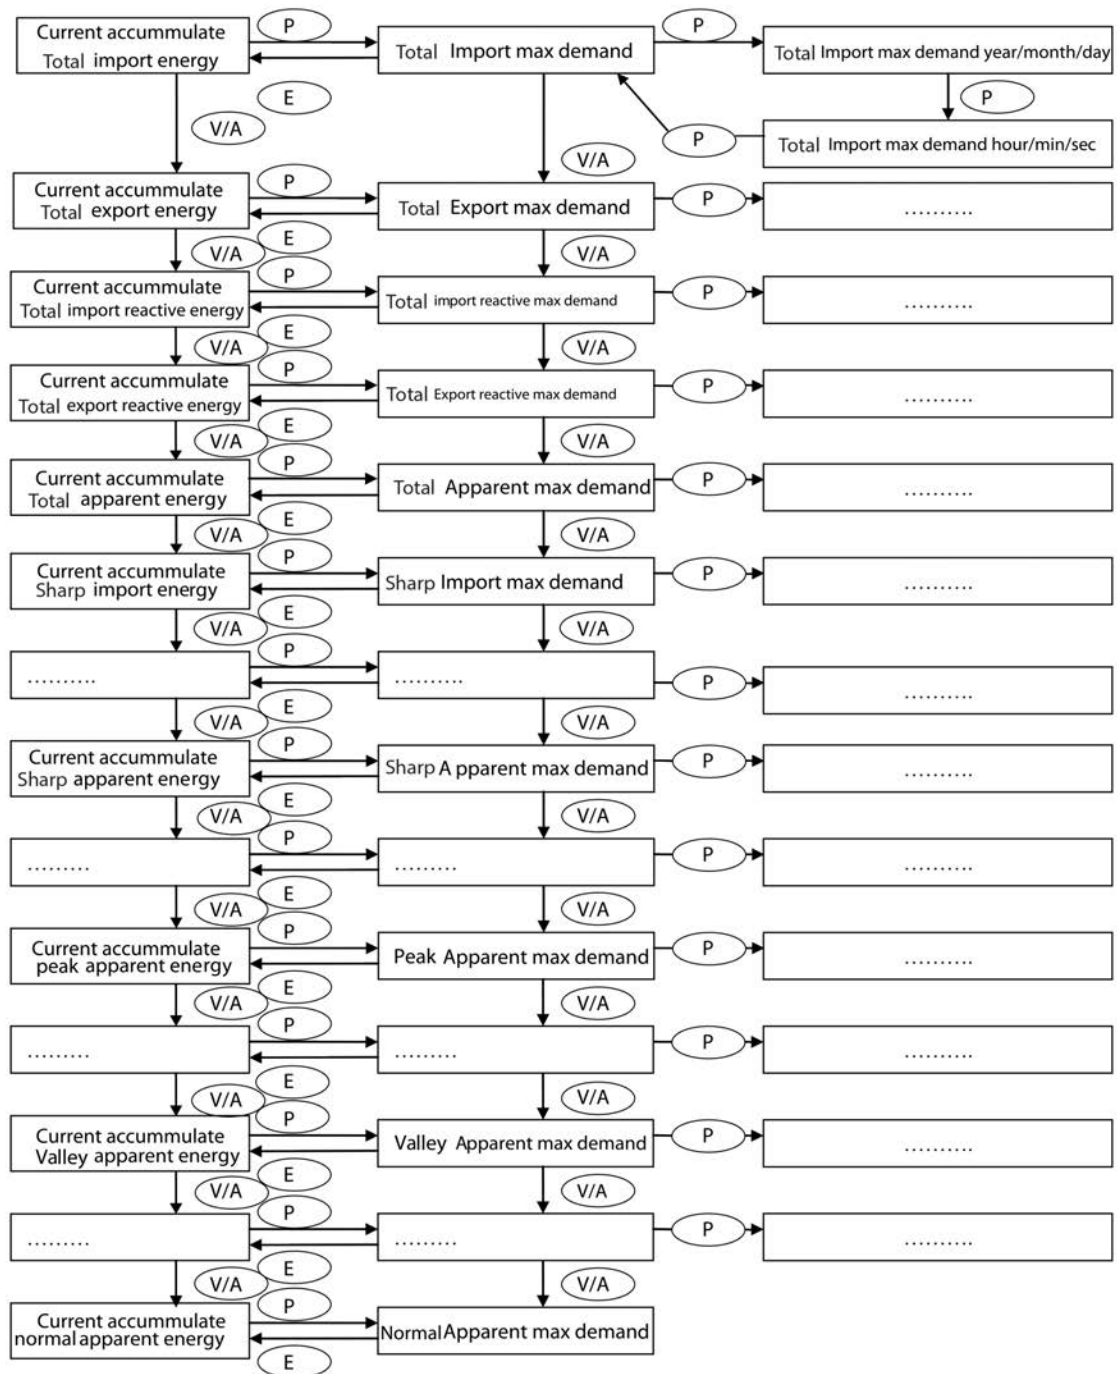 Current accumulate
Total import energy
P
Total Import max demand
P
Total Import max demand year/month/day
E
P
V/A
P
Total Import max demand hour/min/sec
V/A
Current accummulate
Total export energy
P
Total Export max demand
P
..........
V/A
E
V/A
Current accumulate
Total import reactive energy
P
Total import reactive max demand
P
..........
V/A
E
V/A
Current accumulate
Total export reactive energy
P
Total Export reactive max demand
P
..........
V/A
E
V/A
Current accumulate
Total apparent energy
P
Total Apparent max demand
P
..........
V/A
E
V/A
Current accumulate
Sharp import energy
P
Sharp Import max demand
P
..........
V/A
E
V/A
..........
P
..........
P
..........
V/A
E
V/A
Current accummulate
Sharp apparent energy
P
Sharp A pparent max demand
P
..........
V/A
E
V/A
.........
P
.........
P
..........
V/A
E
V/A
Current accummulate
peak apparent energy
P
Peak Apparent max demand
P
..........
V/A
E
V/A
.........
P
.........
P
..........
V/A
E
V/A
Current accummulate
Valley apparent energy
P
Valley Apparent max demand
P
..........
V/A
E
V/A
.........
P
.........
P
..........
V/A
E
V/A
Current accummulate
normal apparent energy
P
Normal Apparent max demand
E